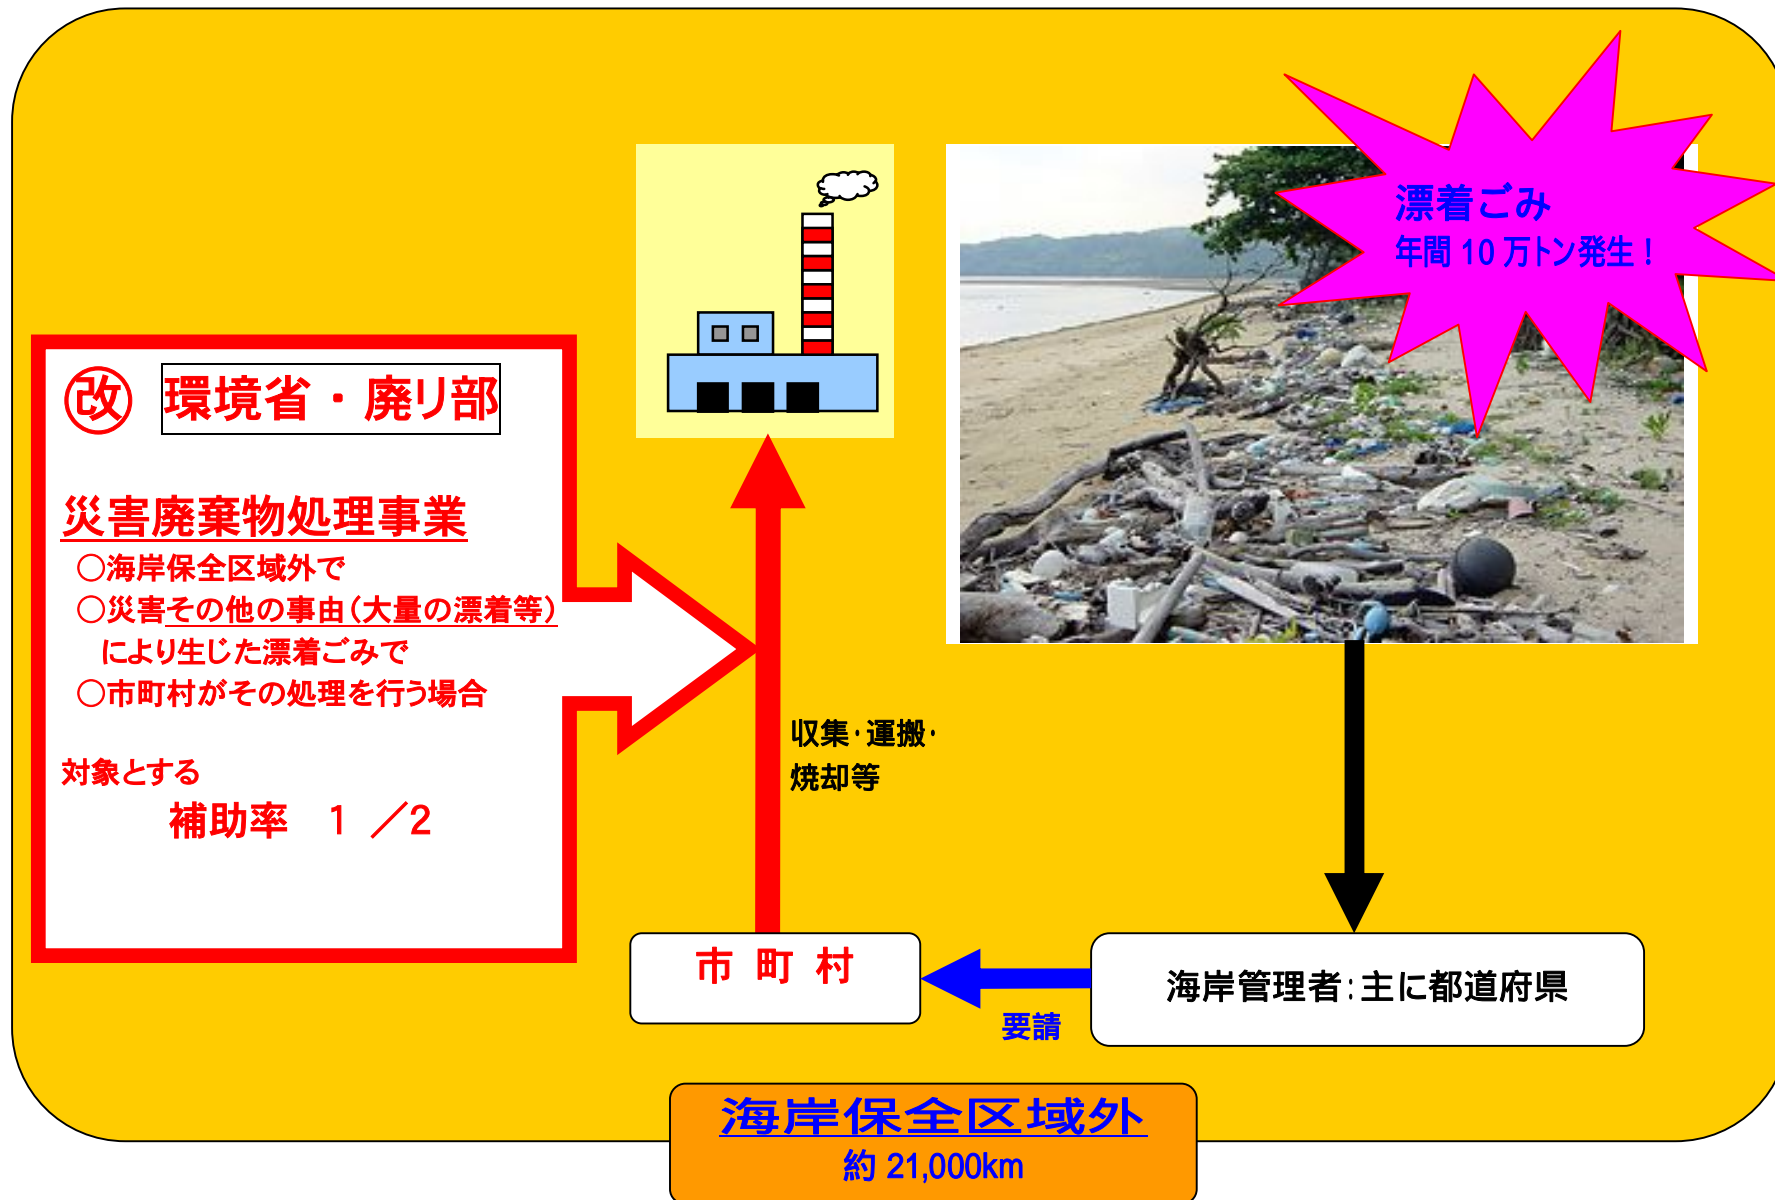 漂着ごみ
年間10万トン発生！
改 環境省・廃リ部
災害廃棄物処理事業
○海岸保全区域外で
○災害その他の事由(大量の漂着等)
により生じた漂着ごみで
○市町村がその処理を行う場合
対象とする
補助率 1／2
収集・運搬・
焼却等
市町村
要請
海岸管理者：主に都道府県
海岸保全区域外
約21,000km